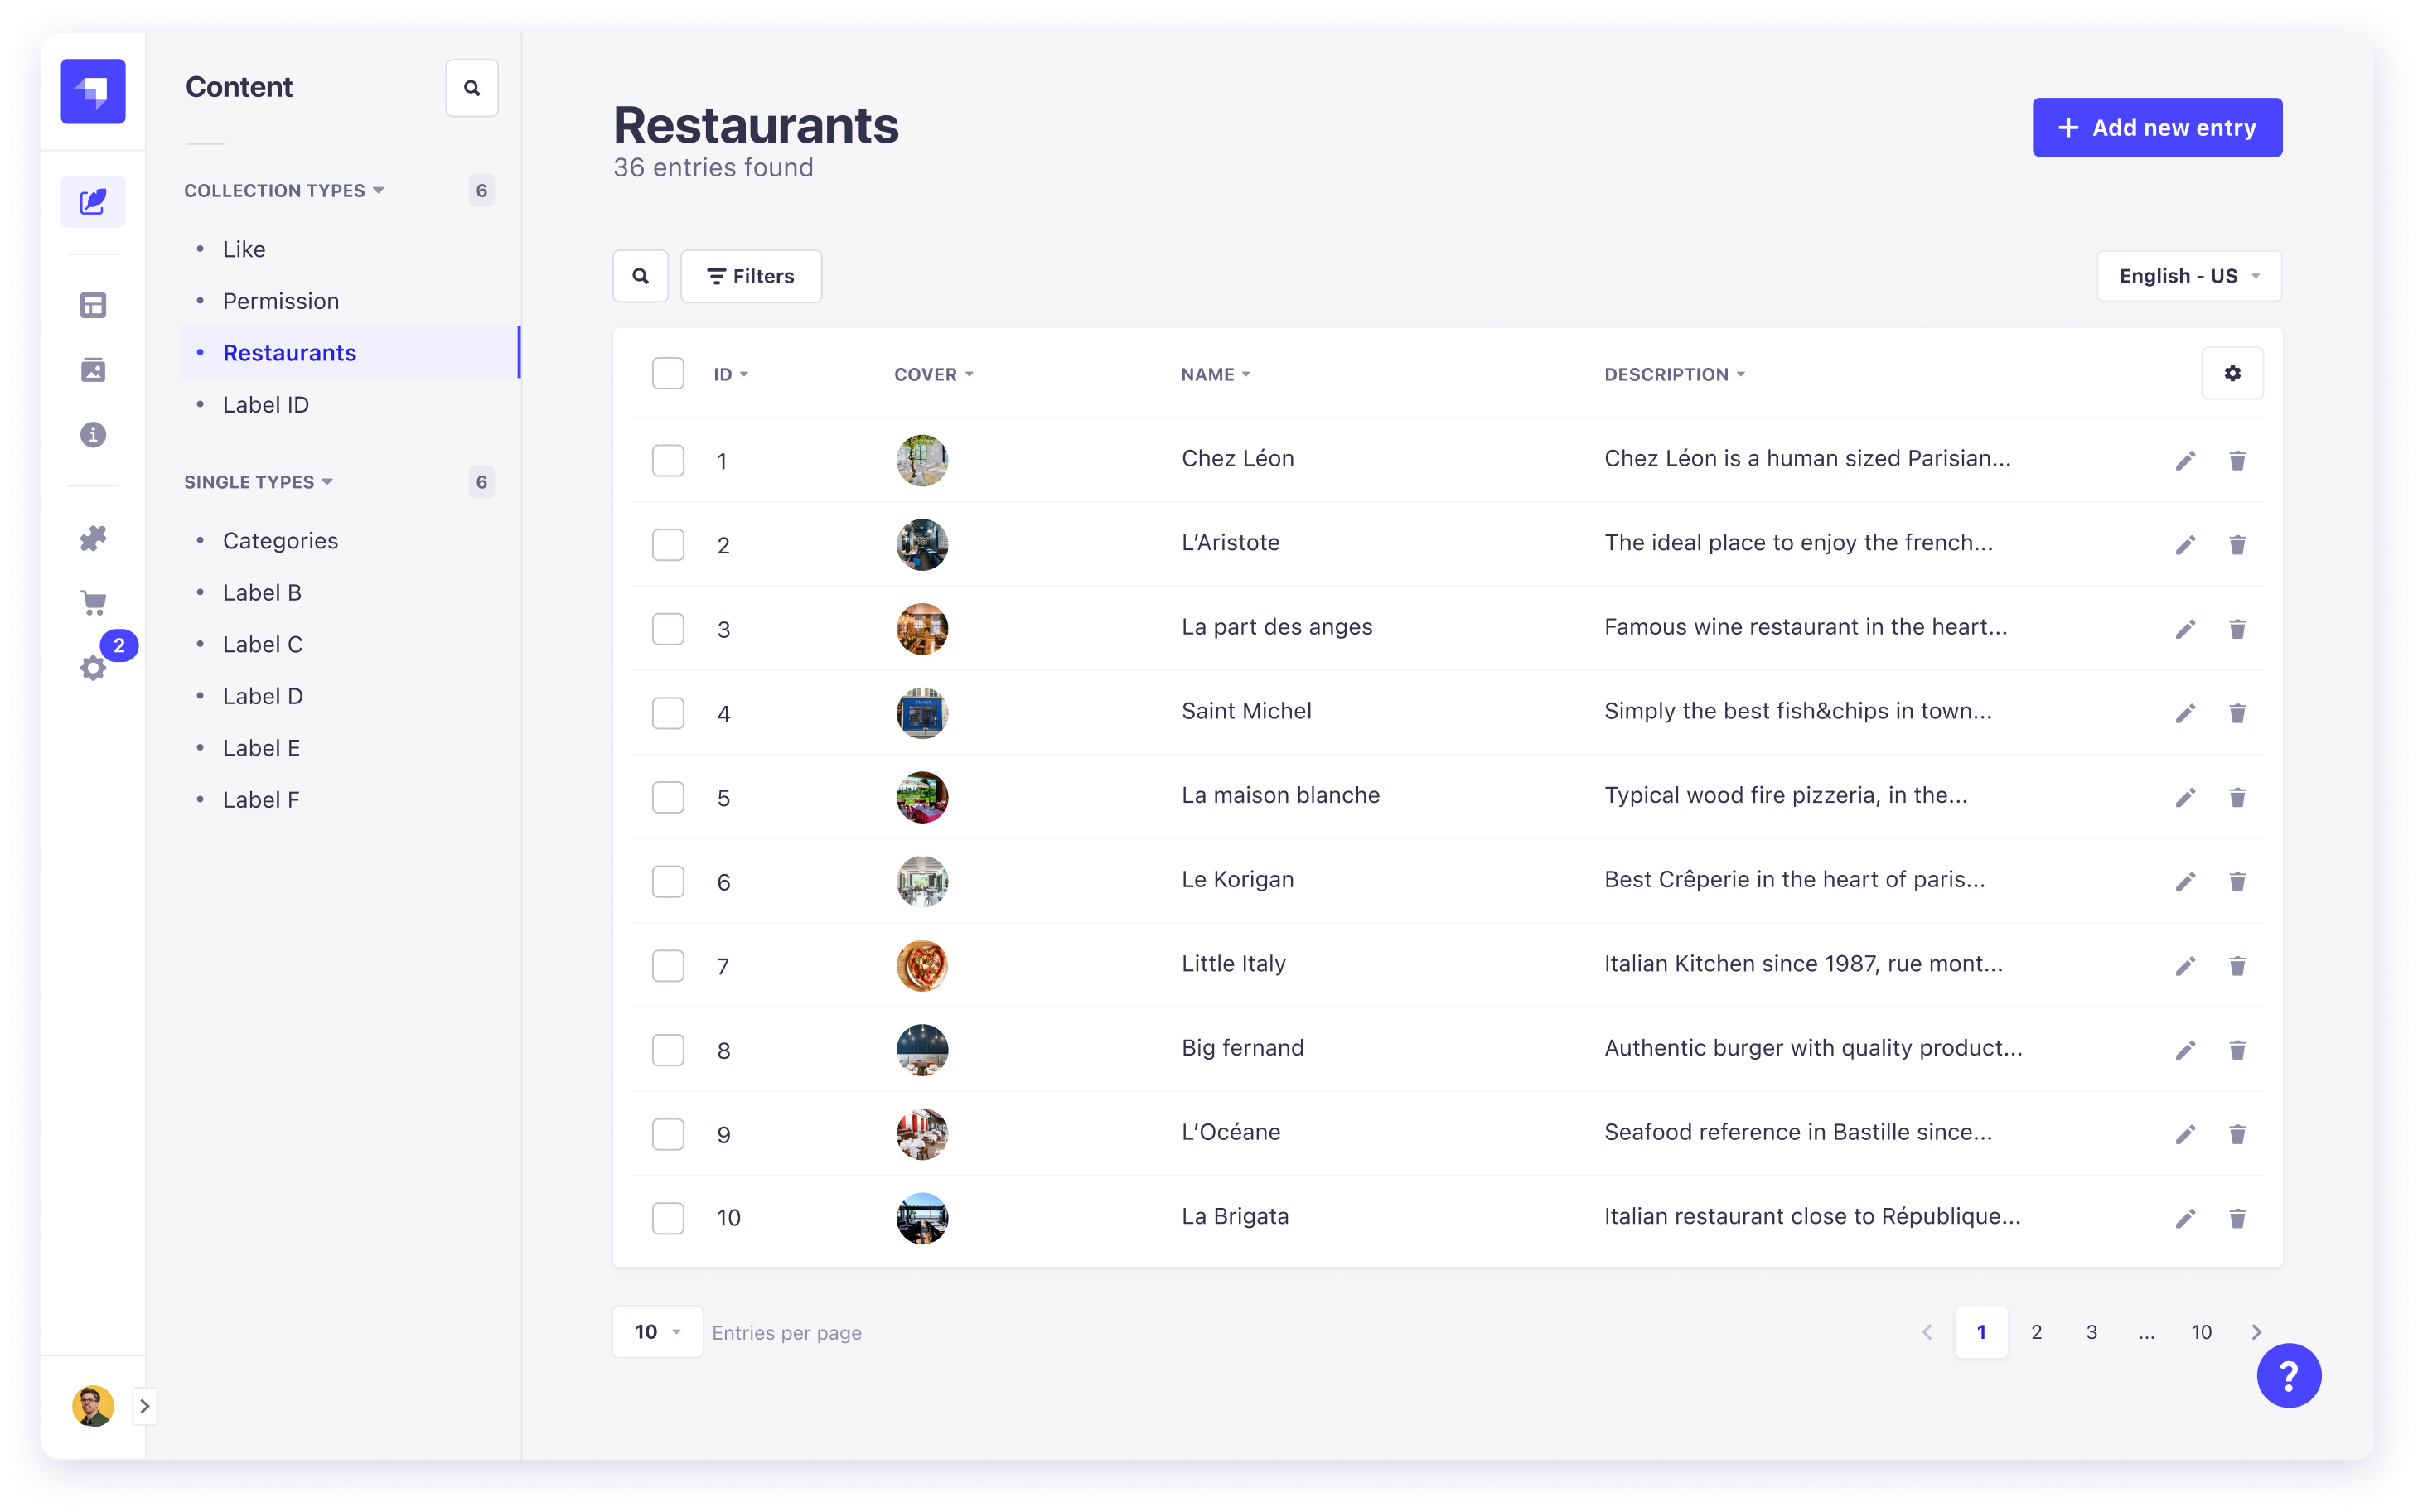 Content
COLLECTION TYPES 6
Like
Permission
Restaurants
Label ID
SINGLE TYPES 6
Categories
Label B
Label C
Label D
Label E
Label F
2
Restaurants
36 entries found
+ Add new entry
Filters
English - US
ID COVER NAME DESCRIPTION
1 Chez Léon Chez Léon is a human sized Parisian...
2 L’Aristote The ideal place to enjoy the french...
3 La part des anges Famous wine restaurant in the heart...
4 Saint Michel Simply the best fish&chips in town...
5 La maison blanche Typical wood fire pizzeria, in the...
6 Le Korigan Best Crêperie in the heart of paris...
7 Little Italy Italian Kitchen since 1987, rue mont...
8 Big fernand Authentic burger with quality product...
9 L’Océane Seafood reference in Bastille since...
10 La Brigata Italian restaurant close to République...
10 Entries per page
1 2 3 ... 10
?